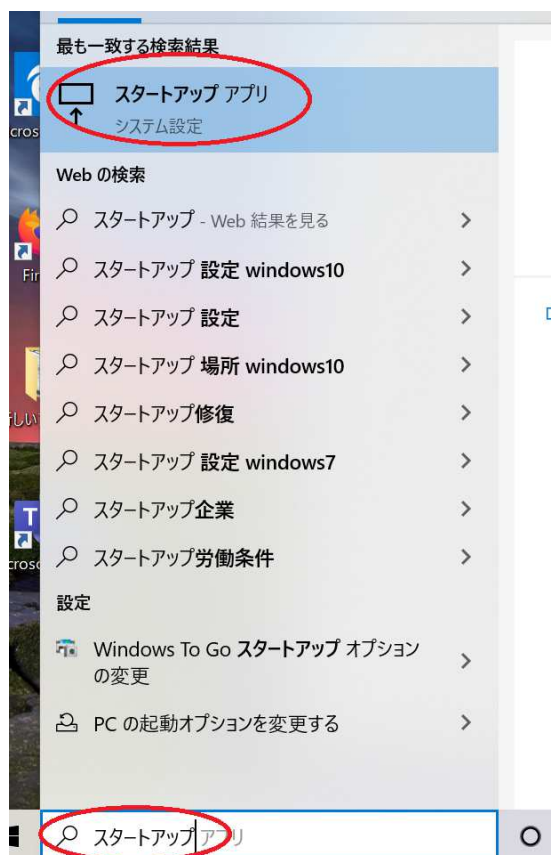 最も一致する検索結果
スタートアップ アプリ
システム設定
Web の検索
スタートアップ - Web 結果を見る
スタートアップ 設定 windows10
スタートアップ 設定
スタートアップ 場所 windows10
スタートアップ修復
スタートアップ 設定 windows7
スタートアップ企業
スタートアップ労働条件
設定
Windows To Go スタートアップ オプション
の変更
PC の起動オプションを変更する
スタートアップ アプリ
cros
Fir
しい
T
crosc